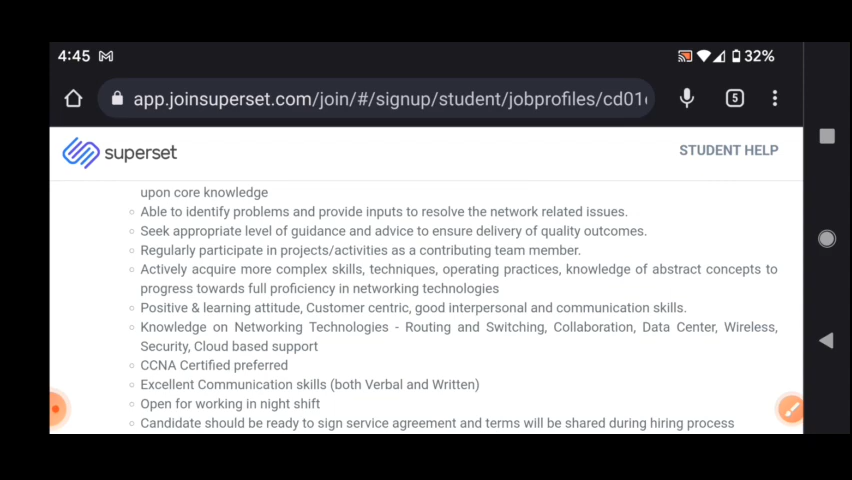 4:45
32%
app.joinsuperset.com/join/#/signup/student/jobprofiles/cd01
5
superset
STUDENT HELP
upon core knowledge
Able to identify problems and provide inputs to resolve the network related issues.
Seek appropriate level of guidance and advice to ensure delivery of quality outcomes.
Regularly participate in projects/activities as a contributing team member.
Actively acquire more complex skills, techniques, operating practices, knowledge of abstract concepts to
progress towards full proficiency in networking technologies
Positive & learning attitude, Customer centric, good interpersonal and communication skills.
Knowledge on Networking Technologies - Routing and Switching, Collaboration, Data Center, Wireless,
Security, Cloud based support
CCNA Certified preferred
Excellent Communication skills (both Verbal and Written)
Open for working in night shift
Candidate should be ready to sign service agreement and terms will be shared during hiring process